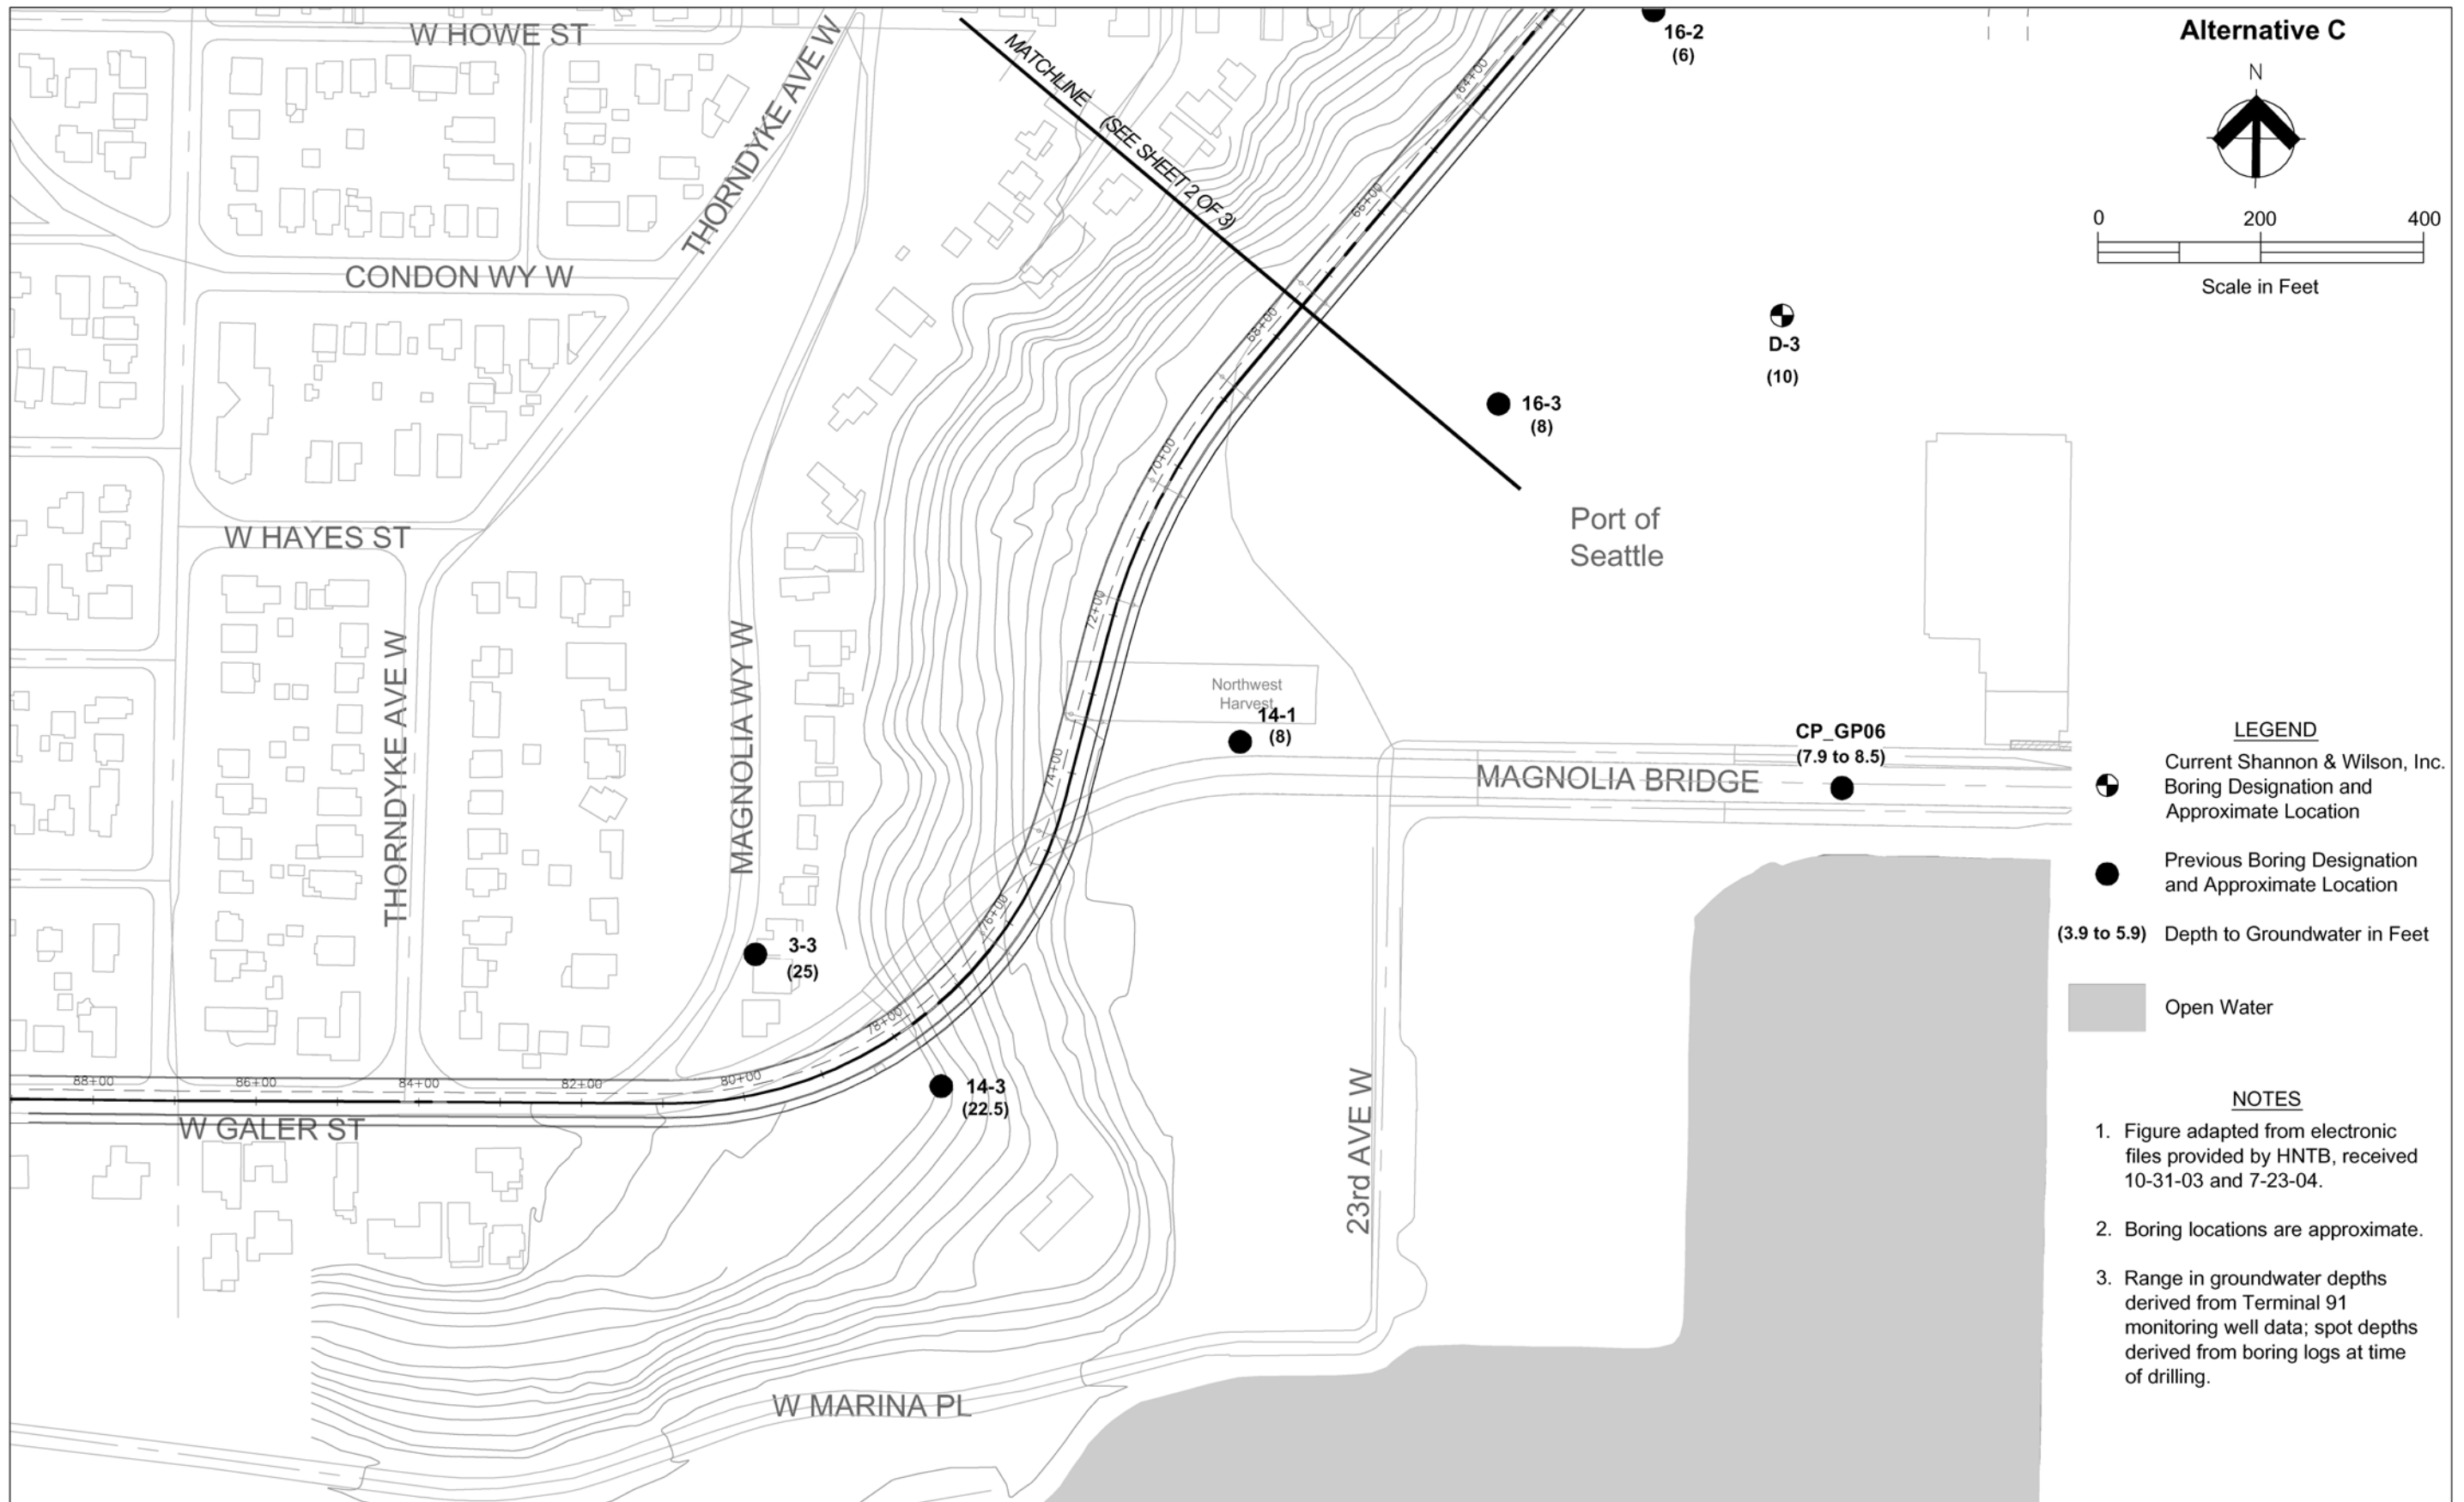 W HOWE ST
THORNDYKE AVE W
MATCHLINE
(SEE SHEET 2 OF 3)
64+00
16-2
(6)
Alternative C
N
0 200 400
Scale in Feet
66+00
CONDON WY W
68+00
D-3
(10)
16-3
(8)
70+00
W HAYES ST
Port of
Seattle
72+00
THORNDYKE AVE W
MAGNOLIA WY W
Northwest
Harvest
14-1
(8)
74+00
MAGNOLIA BRIDGE
CP_GP06
(7.9 to 8.5)
76+00
3-3
(25)
78+00
88+00
86+00
84+00
82+00
80+00
14-3
(22.5)
W GALER ST
23rd AVE W
W MARINA PL
LEGEND
Current Shannon & Wilson, Inc.
Boring Designation and
Approximate Location
Previous Boring Designation
and Approximate Location
(3.9 to 5.9) Depth to Groundwater in Feet
Open Water
NOTES
1. Figure adapted from electronic
files provided by HNTB, received
10-31-03 and 7-23-04.
2. Boring locations are approximate.
3. Range in groundwater depths
derived from Terminal 91
monitoring well data; spot depths
derived from boring logs at time
of drilling.